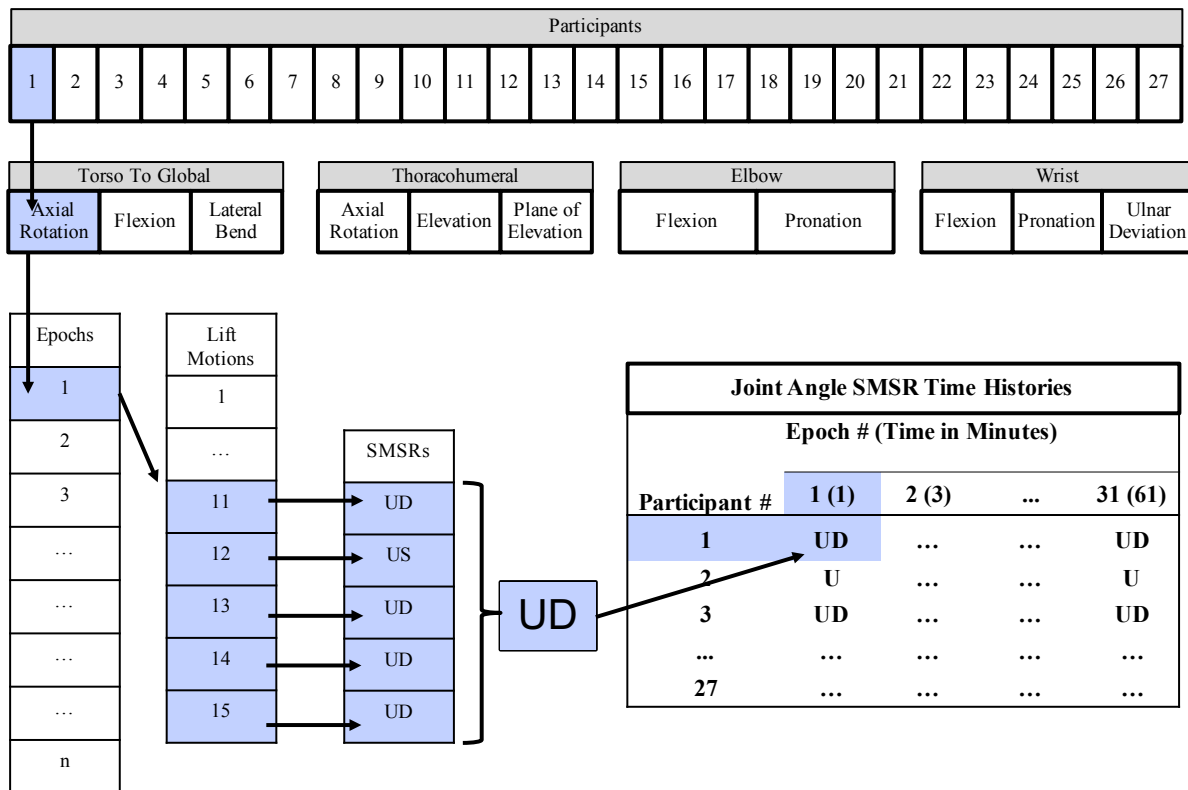 Participants
1 2 3 4 5 6 7 8 9 10 11 12 13 14 15 16 17 18 19 20 21 22 23 24 25 26 27
Torso To Global
Axial Rotation
Flexion
Lateral Bend
Thoracohumeral
Axial Rotation
Elevation
Plane of Elevation
Elbow
Flexion
Pronation
Wrist
Flexion
Pronation
Ulnar Deviation
Epochs
1
2
3
…
…
…
…
n
Lift
Motions
1
…
11
12
13
14
15
SMSRs
UD
US
UD
UD
UD
UD
Joint Angle SMSR Time Histories
Epoch # (Time in Minutes)
Participant # 1 (1) 2 (3) ... 31 (61)
1 UD … … UD
2 U … … U
3 UD … … UD
... … … … …
27 … … … …